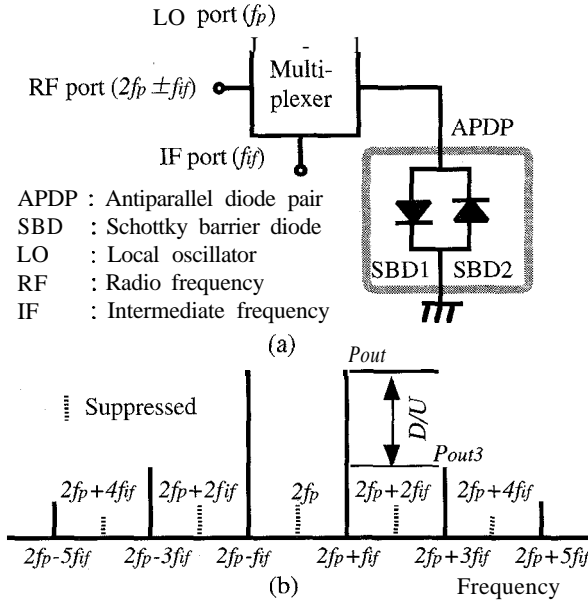 LO port (fp)
Multi-
plexer
RF port (2fp ±fif)
IF port (fif)
APDP
APDP : Antiparallel diode pair
SBD : Schottky barrier diode
LO : Local oscillator
RF : Radio frequency
IF : Intermediate frequency
SBD1 SBD2
(a)
Pout
Suppressed
D/U
Pout3
2fp+4fif 2fp+2fif 2fp 2fp+2fif 2fp+4fif
2fp-5fif 2fp-3fif 2fp-fif 2fp+fif 2fp+3fif 2fp+5fif
(b) Frequency